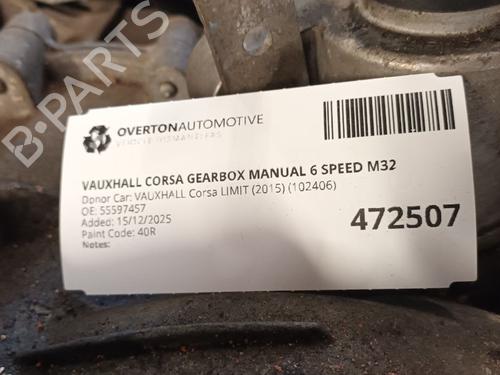 B-PARTS
OVERTONAUTOMOTIVE
VEHICLE DISMANTLERS
VAUXHALL CORSA GEARBOX MANUAL 6 SPEED M32
Donor Car: VAUXHALL Corsa LIMIT (2015) (102406)
OE: 55597457
Added: 15/12/2025
Paint Code: 40R
Notes:
472507